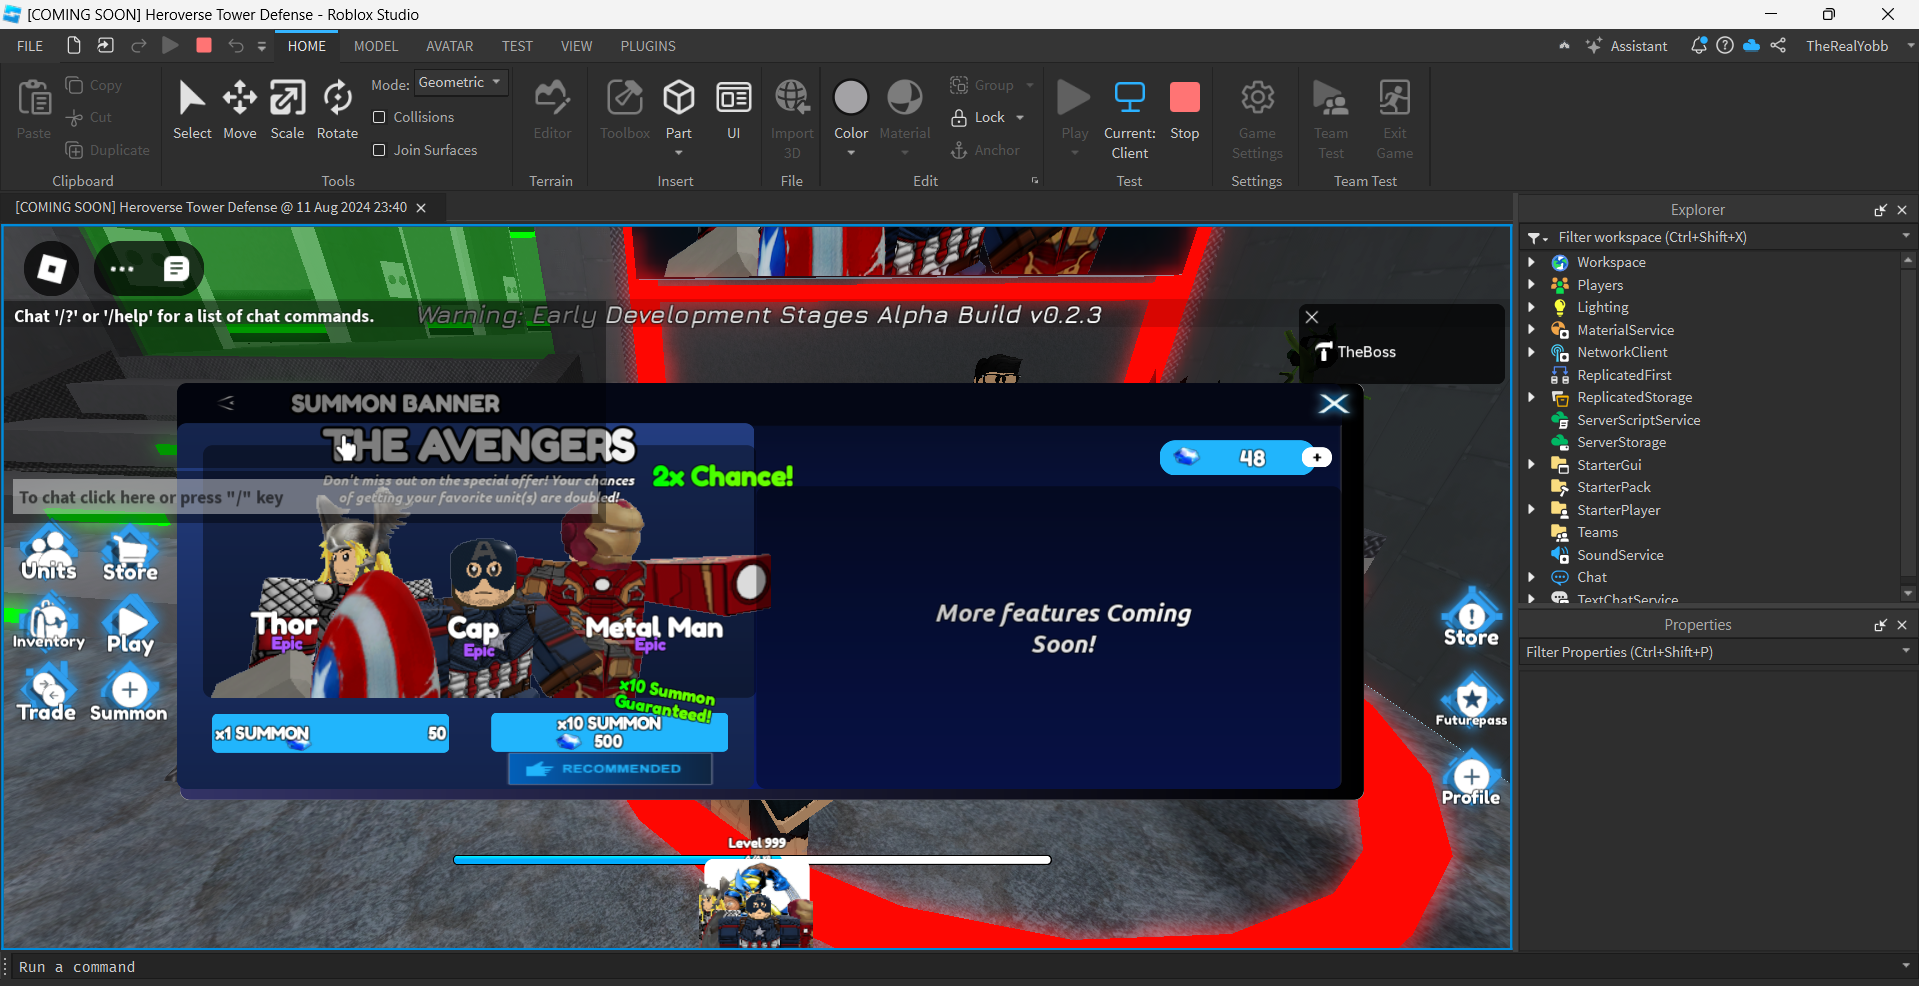 [COMING SOON] Heroverse Tower Defense - Roblox Studio
FILE
HOME
MODEL
AVATAR
TEST
VIEW
PLUGINS
Assistant
TheRealYobb
Paste
Copy
Cut
Duplicate
Clipboard
Select
Move
Scale
Rotate
Mode: Geometric
Collisions
Join Surfaces
Tools
Editor
Terrain
Toolbox
Part
UI
Insert
Import
3D
File
Color
Material
Group
Lock
Anchor
Edit
Play
Current:
Client
Stop
Test
Game
Settings
Settings
Team
Test
Exit
Game
Team Test
[COMING SOON] Heroverse Tower Defense @ 11 Aug 2024 23:40
Chat '/?' or '/help' for a list of chat commands.
Warning: Early Development Stages Alpha Build v0.2.3
TheBoss
SUMMON BANNER
THE AVENGERS
Don't miss out on the special offer! Your chances
of getting your favorite unit(s) are doubled!
2x Chance!
48
+
To chat click here or press "/" key
Units
Store
Inventory
Play
Trade
Summon
Thor
Epic
Cap
Epic
Metal Man
Epic
x10 Summon
Guaranteed!
x1 SUMMON
50
x10 SUMMON
500
RECOMMENDED
More features Coming
Soon!
Store
Futurepass
Profile
Level 999
Explorer
Filter workspace (Ctrl+Shift+X)
Workspace
Players
Lighting
MaterialService
NetworkClient
ReplicatedFirst
ReplicatedStorage
ServerScriptService
ServerStorage
StarterGui
StarterPack
StarterPlayer
Teams
SoundService
Chat
TextChatService
Properties
Filter Properties (Ctrl+Shift+P)
Run a command